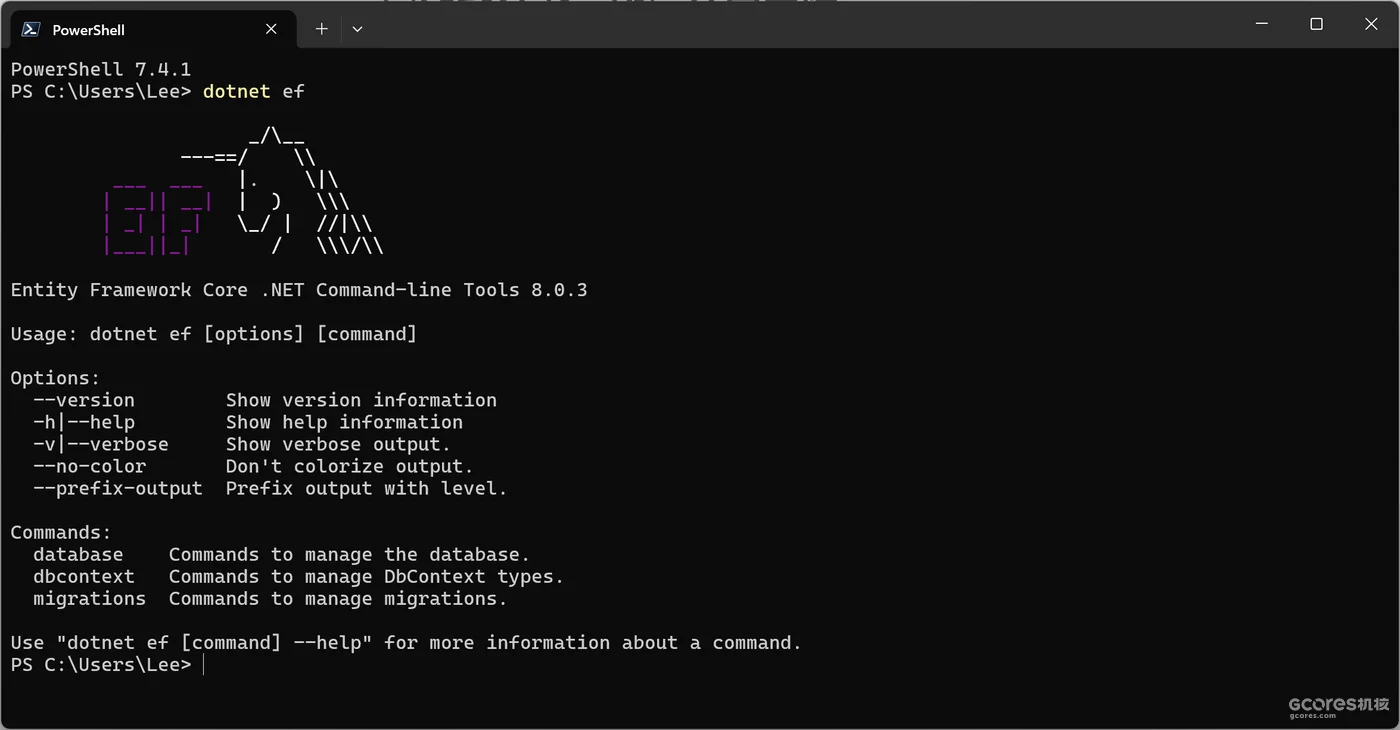 PowerShell
PowerShell 7.4.1
PS C:\Users\Lee> dotnet ef
                     _/\__
               ---==/    \\
         ___  ___   |.    \|\
        | __|| __|  |  )   \\\
        | _| | _|   \_/ |  //|\\
        |___||_|       /   \\\/\\
Entity Framework Core .NET Command-line Tools 8.0.3
Usage: dotnet ef [options] [command]
Options:
  --version        Show version information
  -h|--help        Show help information
  -v|--verbose     Show verbose output.
  --no-color       Don't colorize output.
  --prefix-output  Prefix output with level.
Commands:
  database    Commands to manage the database.
  dbcontext   Commands to manage DbContext types.
  migrations  Commands to manage migrations.
Use "dotnet ef [command] --help" for more information about a command.
PS C:\Users\Lee>
GCORES机核
gcores.com